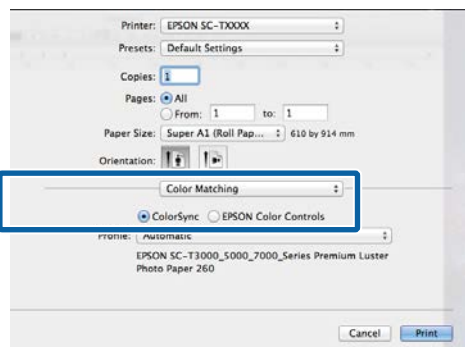 Printer: EPSON SC-TXXXX
Presets: Default Settings
Copies: 1
Pages: All
From: 1 to: 1
Paper Size: Super A1 (Roll Pap... 610 by 914 mm
Orientation:
Color Matching
ColorSync EPSON Color Controls
Profile: Automatic
EPSON SC-T3000_5000_7000_Series Premium Luster
Photo Paper 260
Cancel Print